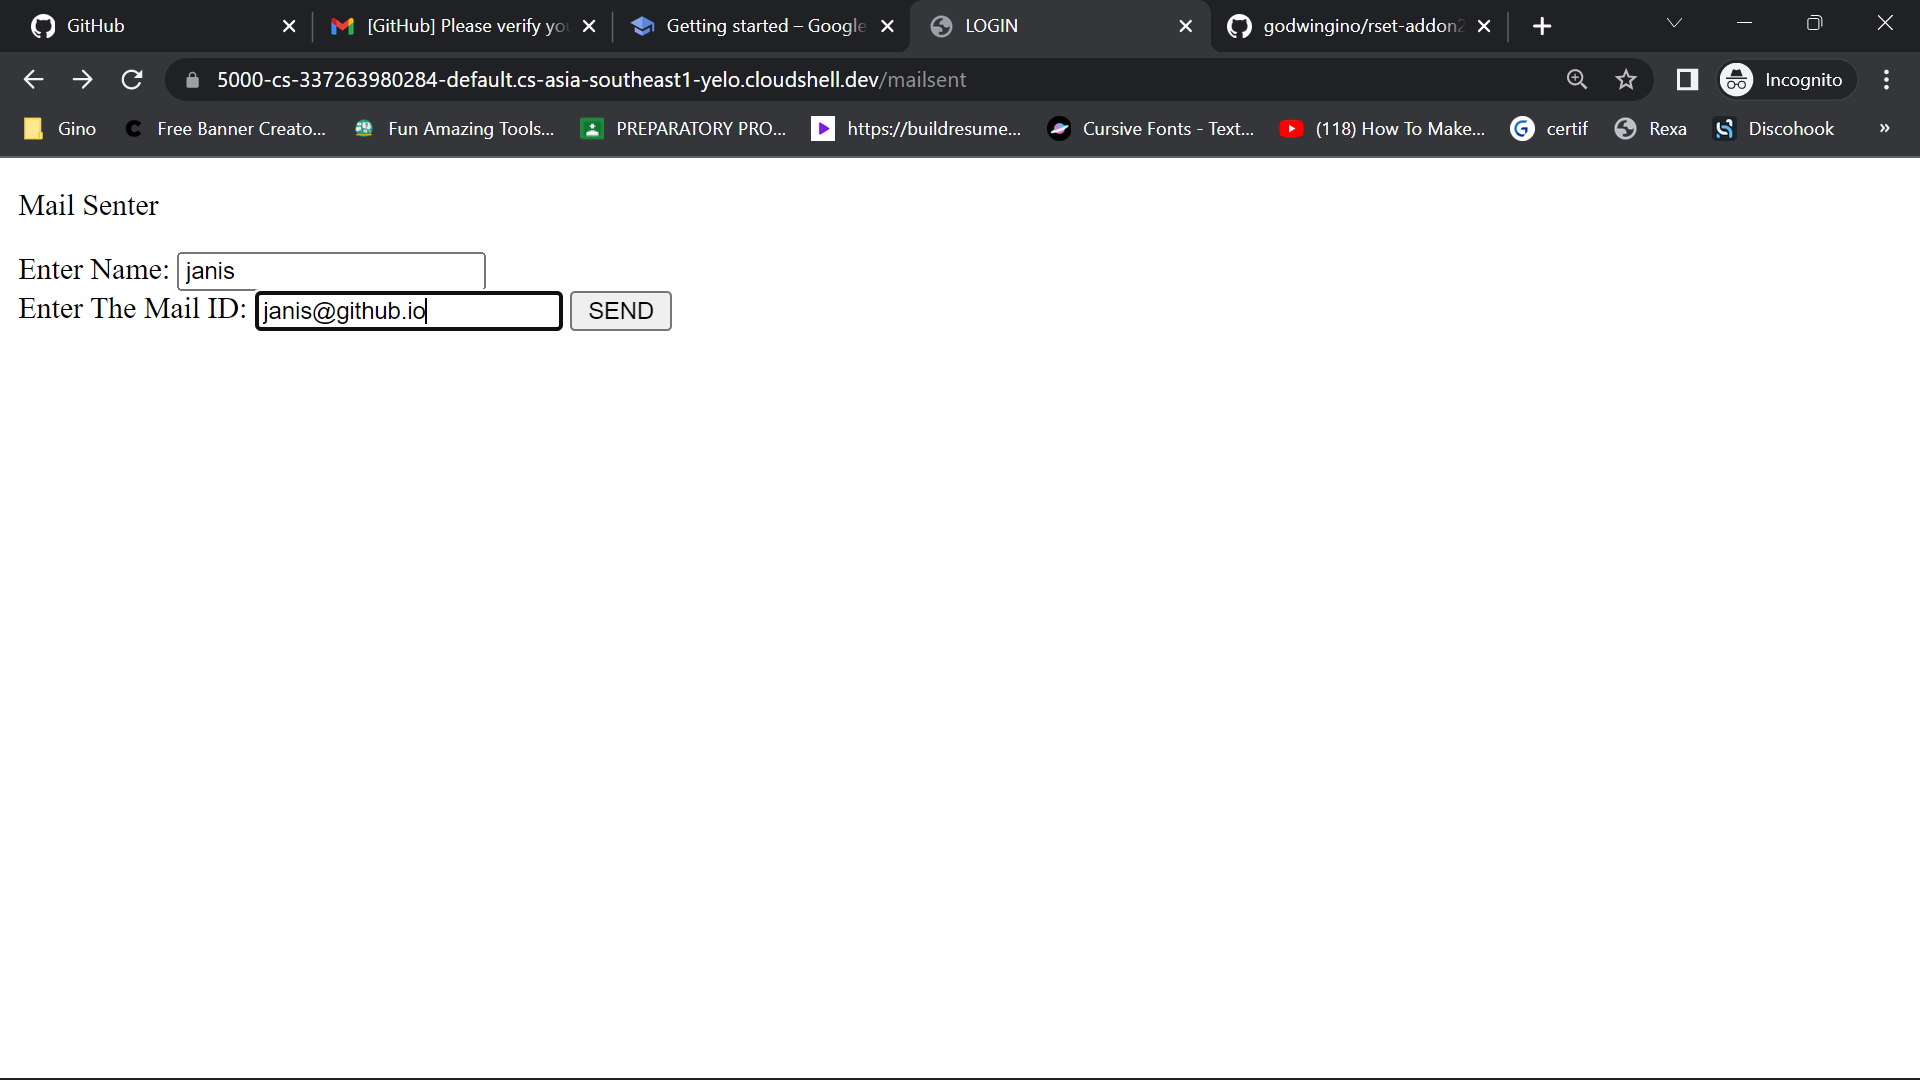 GitHub
[GitHub] Please verify you
Getting started – Google
LOGIN
godwingino/rset-addon2
5000-cs-337263980284-default.cs-asia-southeast1-yelo.cloudshell.dev/mailsent
Incognito
Gino
Free Banner Creato...
Fun Amazing Tools...
PREPARATORY PRO...
https://buildresume...
Cursive Fonts - Text...
(118) How To Make...
certif
Rexa
Discohook
»
Mail Senter
Enter Name: janis
Enter The Mail ID: janis@github.io SEND